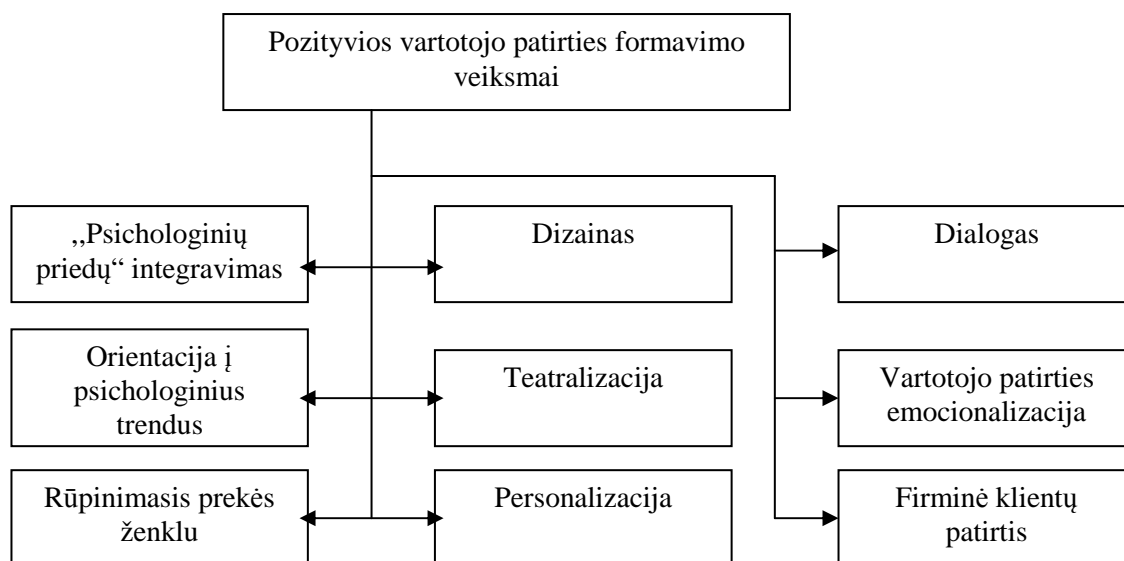 Pozityvios vartotojo patirties formavimo
veiksmai
,,Psichologinių
priedų“ integravimas
Dizainas
Dialogas
Orientacija į
psichologinius
trendus
Teatralizacija
Vartotojo patirties
emocionalizacija
Rūpinimasis prekės
ženklu
Personalizacija
Firminė klientų
patirtis